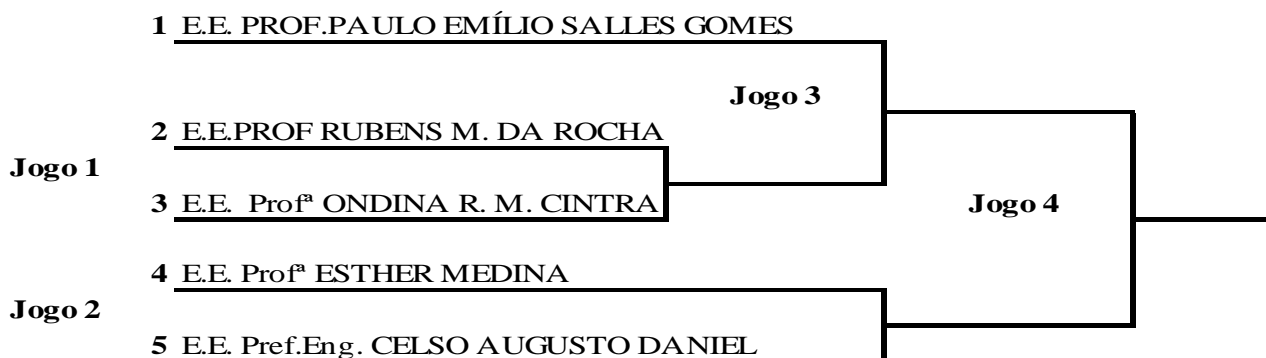 1 E.E. PROF.PAULO EMÍLIO SALLES GOMES
Jogo 3
2 E.E.PROF RUBENS M. DA ROCHA
Jogo 1
3 E.E. Profª ONDINA R. M. CINTRA
Jogo 4
4 E.E. Profª ESTHER MEDINA
Jogo 2
5 E.E. Pref.Eng. CELSO AUGUSTO DANIEL